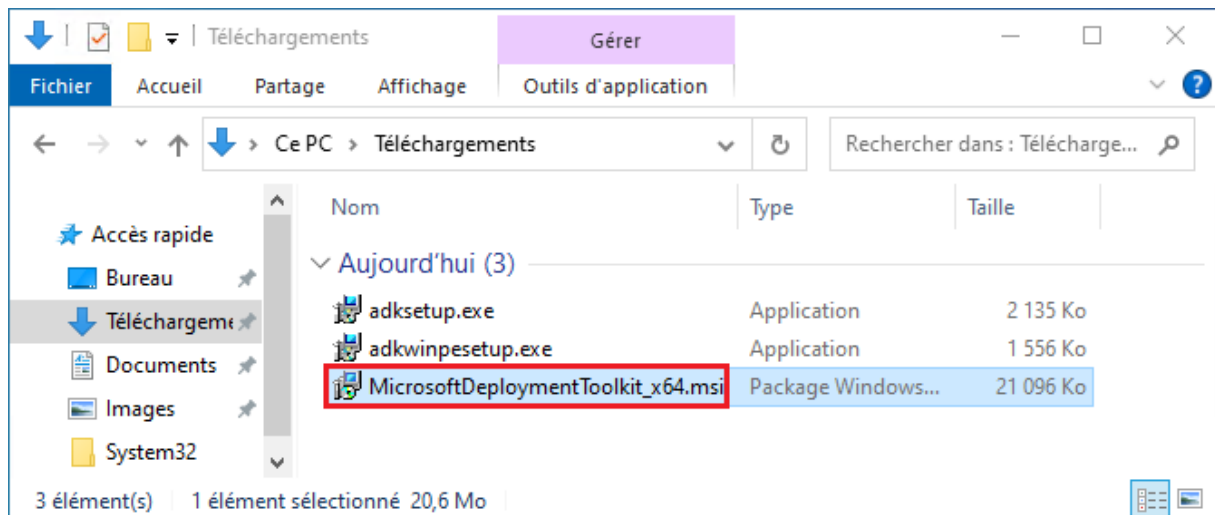 Téléchargements
Gérer
Fichier Accueil Partage Affichage Outils d'application
Ce PC > Téléchargements Rechercher dans : Télécharge...
Nom Type Taille
Accès rapide
Bureau
Téléchargeme
Documents
Images
System32
Aujourd'hui (3)
adksetup.exe Application 2 135 Ko
adkwinpesetup.exe Application 1 556 Ko
MicrosoftDeploymentToolkit_x64.msi Package Windows... 21 096 Ko
3 élément(s) 1 élément sélectionné 20,6 Mo